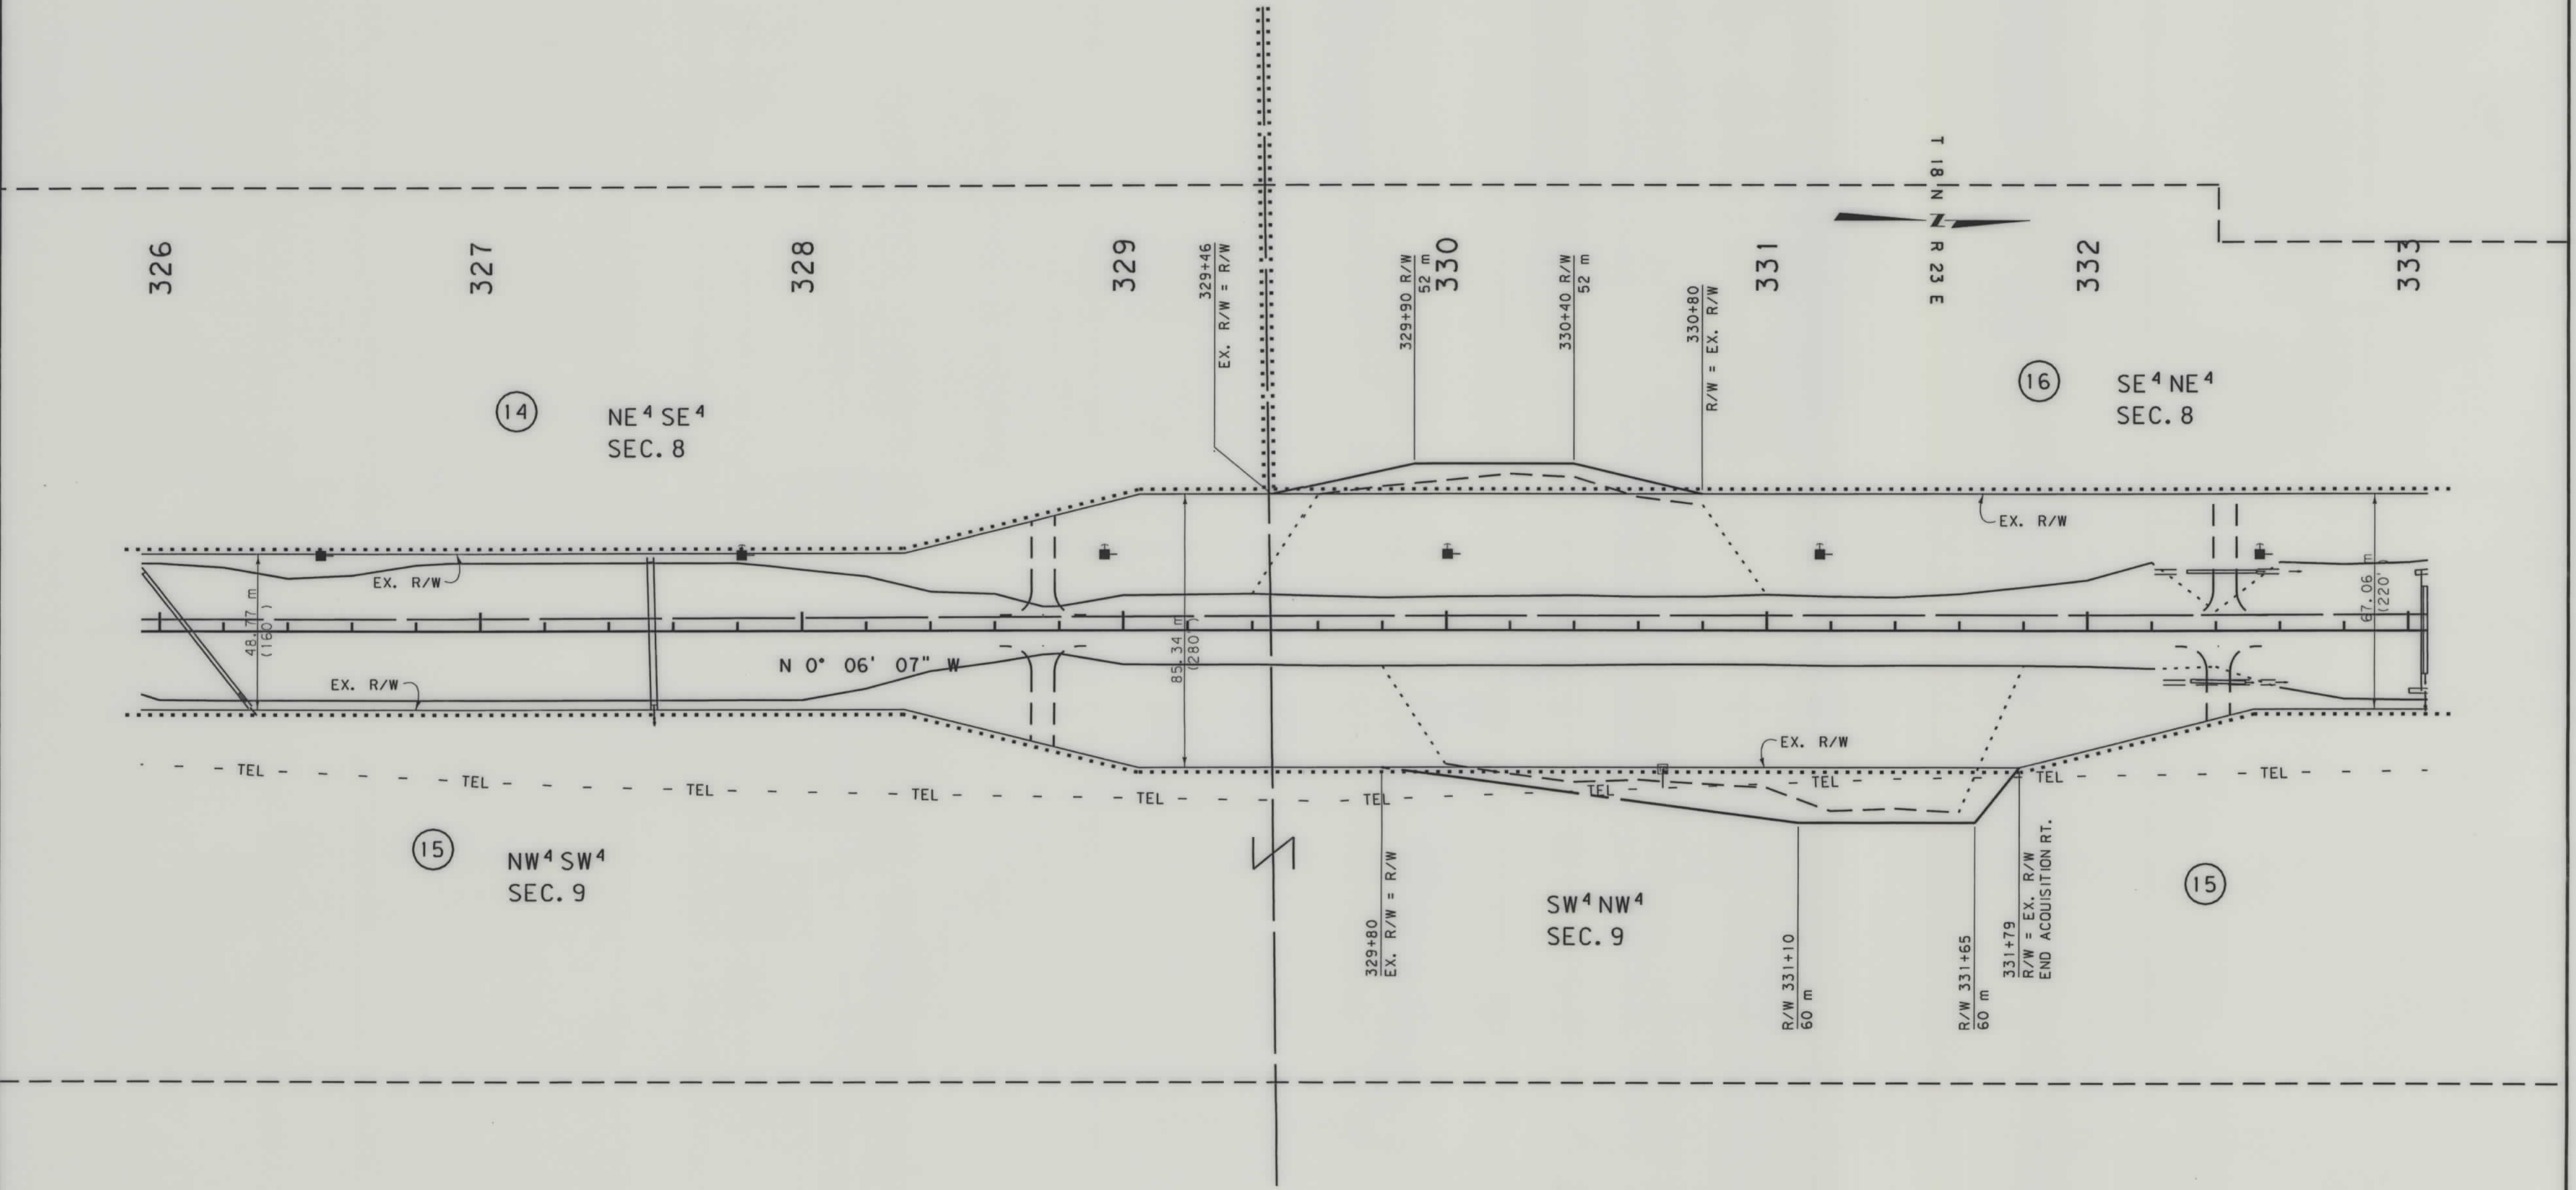 T 18 N
N
R 23 E
326
327
328
329
330
331
332
333
329+46
EX. R/W = R/W
329+90 R/W
52 m
330+40 R/W
52 m
330+80
R/W = EX. R/W
14
NE⁴ SE⁴
SEC. 8
16
SE⁴ NE⁴
SEC. 8
EX. R/W
EX. R/W
48.77 m
(160')
85.34 m
(280')
67.06 m
(220')
N 0° 06' 07" W
EX. R/W
EX. R/W
TEL
TEL
TEL
TEL
TEL
TEL
TEL
TEL
TEL
TEL
15
NW⁴ SW⁴
SEC. 9
329+80
EX. R/W = R/W
SW⁴ NW⁴
SEC. 9
R/W 331+10
60 m
R/W 331+65
60 m
331+79
R/W = EX. R/W
END ACQUISITION RT.
15